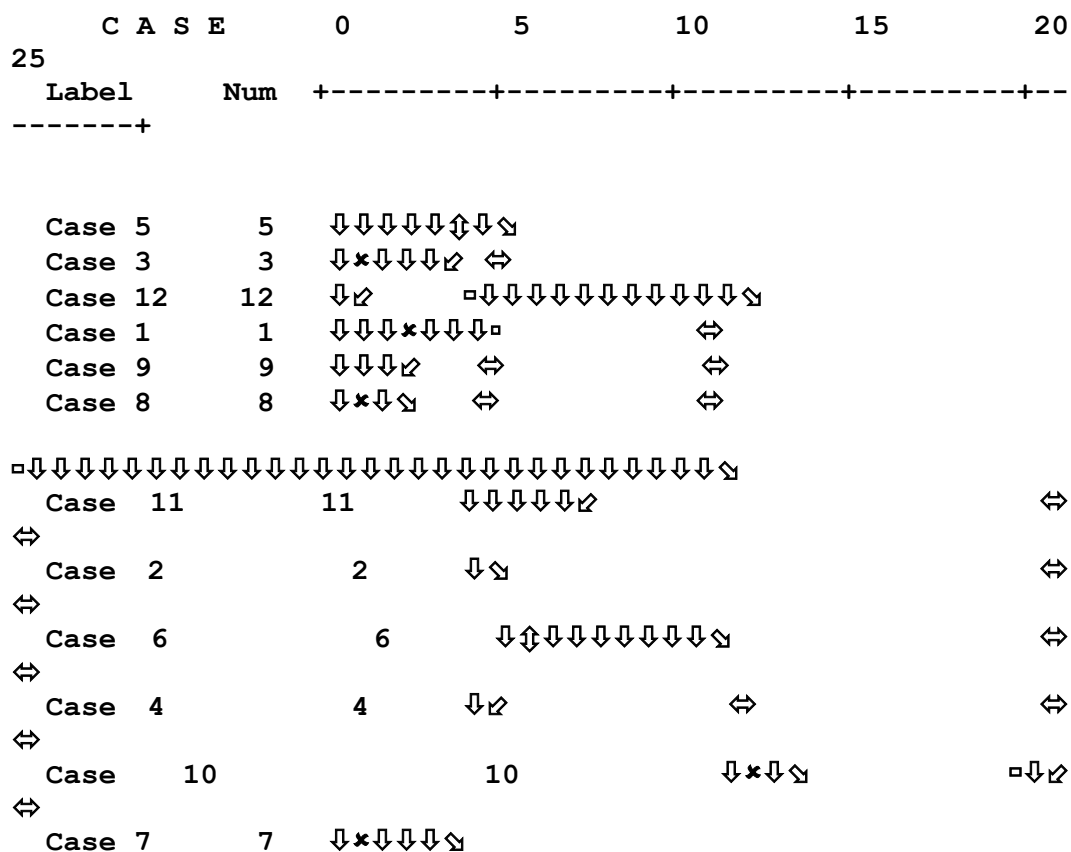 C A S E 0 5 10 15 20
25
Label Num +---------+---------+---------+---------+--
-------+
Case 5 5 ⇩⇩⇩⇩⇩⇳⇩⬂
Case 3 3 ⇩✖⇩⇩⇩⬃ ⬄
Case 12 12 ⇩⬃ ▫⇩⇩⇩⇩⇩⇩⇩⇩⇩⇩⇩⬂
Case 1 1 ⇩⇩⇩✖⇩⇩⇩▫ ⬄
Case 9 9 ⇩⇩⇩⬃ ⬄ ⬄
Case 8 8 ⇩✖⇩⬂ ⬄ ⬄
▫⇩⇩⇩⇩⇩⇩⇩⇩⇩⇩⇩⇩⇩⇩⇩⇩⇩⇩⇩⇩⇩⇩⇩⇩⇩⇩⇩⇩⇩⬂
Case 11 11 ⇩⇩⇩⇩⇩⬃ ⬄
⬄
Case 2 2 ⇩⬂ ⬄
⬄
Case 6 6 ⇩⇳⇩⇩⇩⇩⇩⇩⇩⬂ ⬄
⬄
Case 4 4 ⇩⬃ ⬄ ⬄
⬄
Case 10 10 ⇩✖⇩⬂ ▫⇩⬃
⬄
Case 7 7 ⇩✖⇩⇩⇩⬂